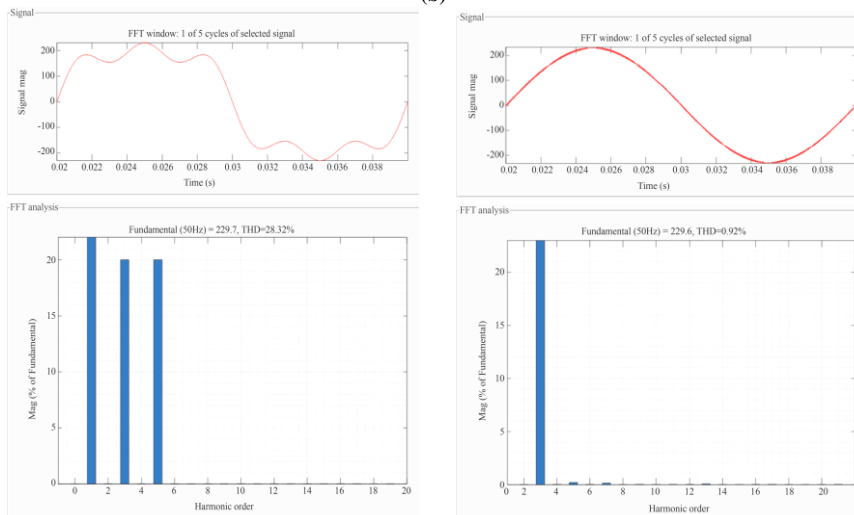 (b)
Signal
FFT window: 1 of 5 cycles of selected signal
Signal mag
200
100
0
-100
-200
0.02 0.022 0.024 0.026 0.028 0.03 0.032 0.034 0.036 0.038
Time (s)
FFT analysis
Fundamental (50Hz) = 229.7, THD=28.32%
Mag (% of Fundamental)
20
15
10
5
0
0 2 4 6 8 10 12 14 16 18 20
Harmonic order
Signal
FFT window: 1 of 5 cycles of selected signal
Signal mag
200
100
0
-100
-200
0.02 0.022 0.024 0.026 0.028 0.03 0.032 0.034 0.036 0.038
Time (s)
FFT analysis
Fundamental (50Hz) = 229.6, THD=0.92%
Mag (% of Fundamental)
20
15
10
5
0
0 2 4 6 8 10 12 14 16 18 20
Harmonic order